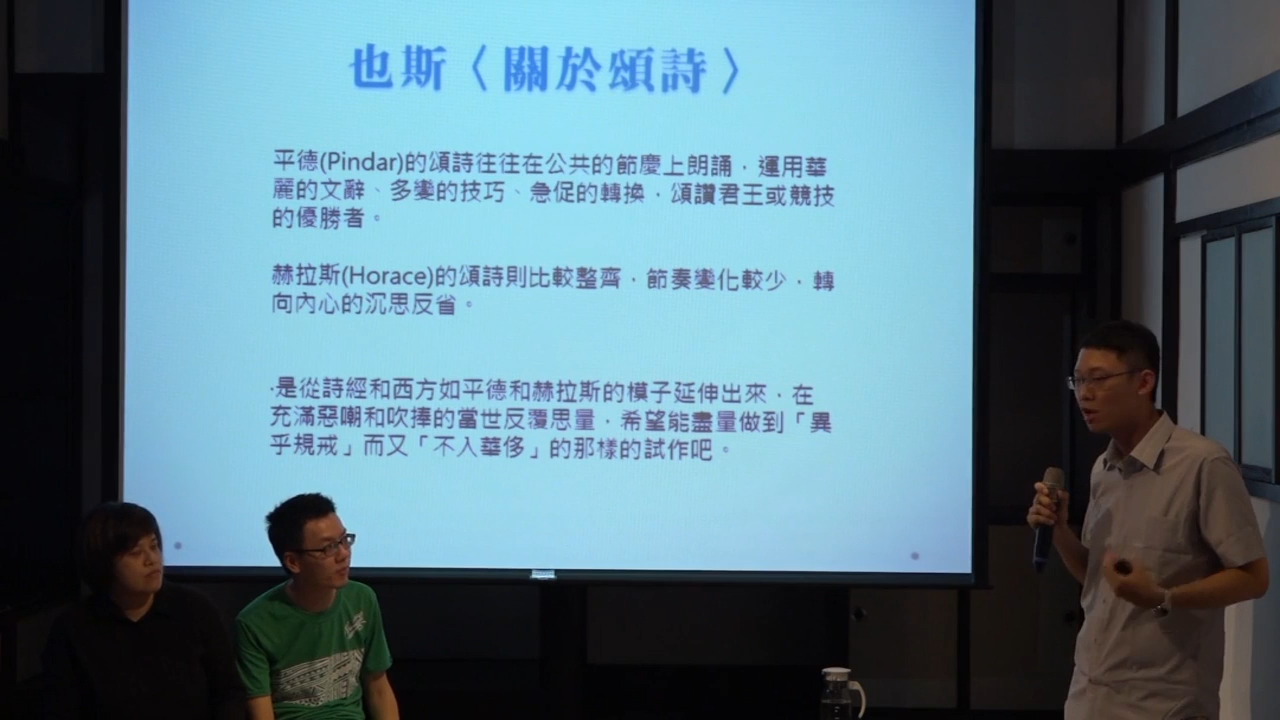 也斯〈關於頌詩〉
平德(Pindar)的頌詩往往在公共的節慶上朗誦，運用華
麗的文辭、多變的技巧、急促的轉換，頌讚君王或競技
的優勝者。
赫拉斯(Horace)的頌詩則比較整齊，節奏變化較少，轉
向內心的沉思反省。
·是從詩經和西方如平德和赫拉斯的模子延伸出來，在
充滿惡嘲和吹捧的當世反覆思量，希望能盡量做到「異
乎規戒」而又「不入華侈」的那樣的試作吧。